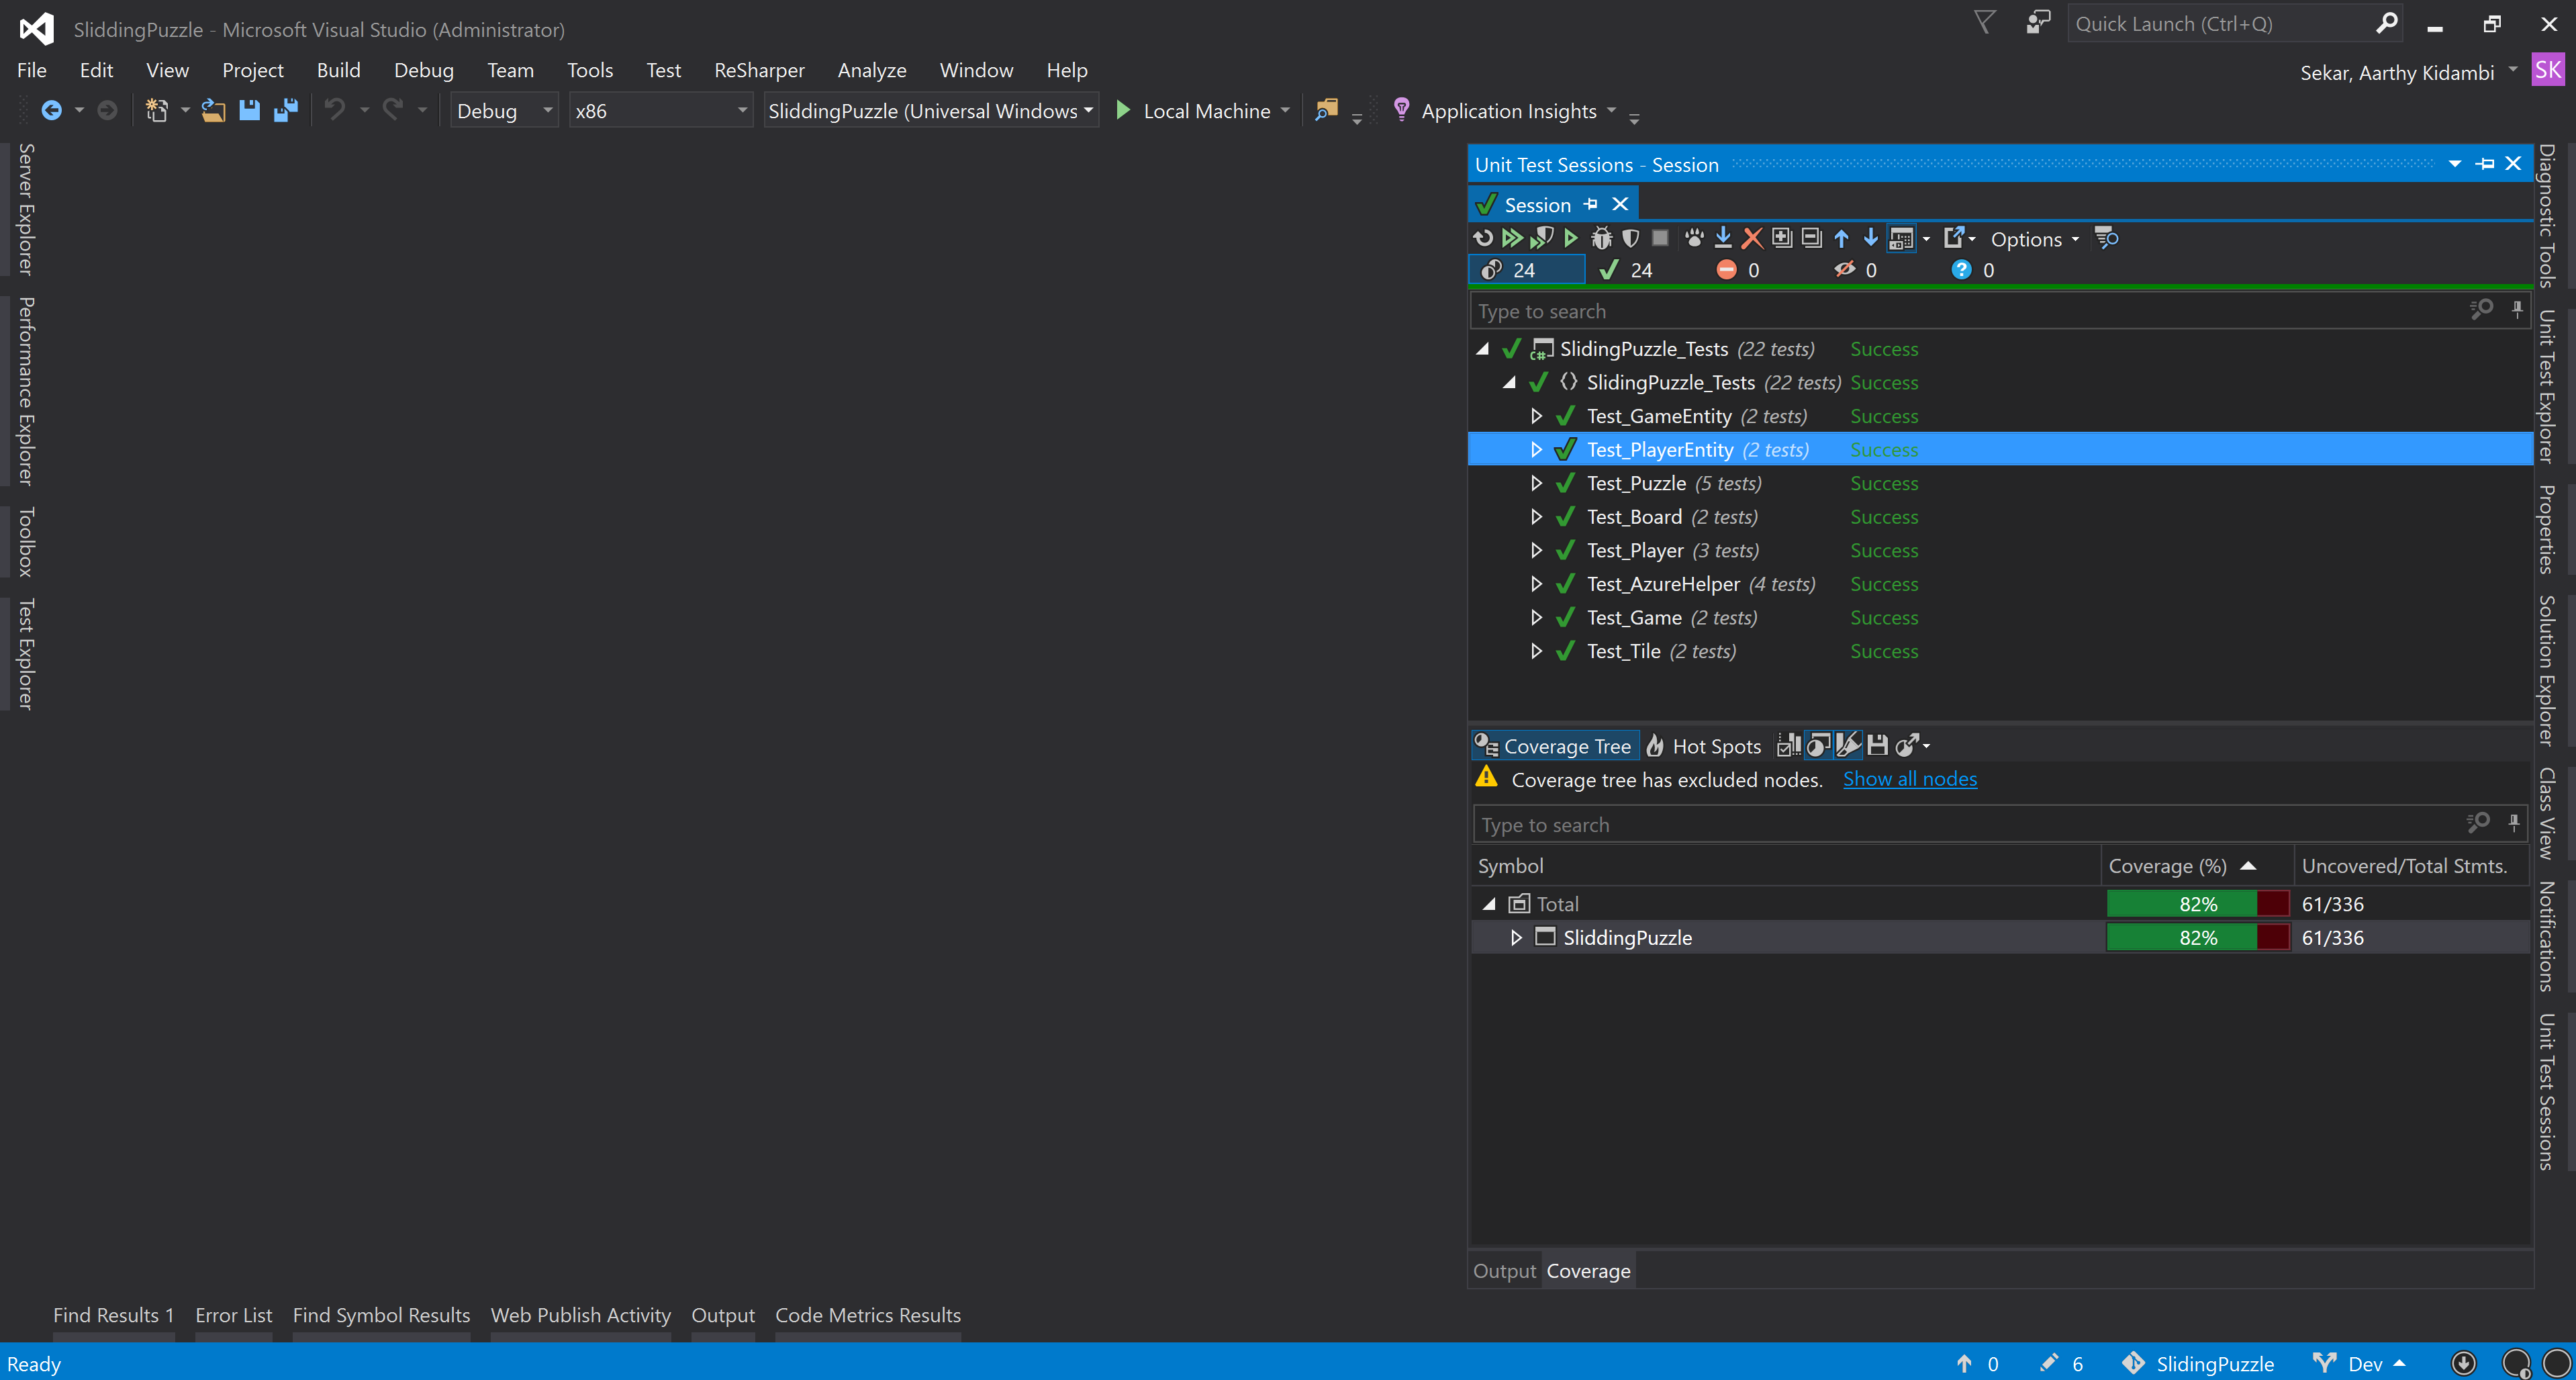 SliddingPuzzle - Microsoft Visual Studio (Administrator)
Quick Launch (Ctrl+Q)
File Edit View Project Build Debug Team Tools Test ReSharper Analyze Window Help
Sekar, Aarthy Kidambi SK
Debug x86 SliddingPuzzle (Universal Windows Local Machine Application Insights
Server Explorer
Performance Explorer
Toolbox
Test Explorer
Unit Test Sessions - Session
Session
Options
24 24 0 0 0
Type to search
SlidingPuzzle_Tests (22 tests) Success
SlidingPuzzle_Tests (22 tests) Success
Test_GameEntity (2 tests) Success
Test_PlayerEntity (2 tests) Success
Test_Puzzle (5 tests) Success
Test_Board (2 tests) Success
Test_Player (3 tests) Success
Test_AzureHelper (4 tests) Success
Test_Game (2 tests) Success
Test_Tile (2 tests) Success
Coverage Tree Hot Spots
Coverage tree has excluded nodes. Show all nodes
Type to search
Symbol Coverage (%) Uncovered/Total Stmts.
Total 82% 61/336
SliddingPuzzle 82% 61/336
Output Coverage
Diagnostic Tools
Unit Test Explorer
Properties
Solution Explorer
Class View
Notifications
Unit Test Sessions
Find Results 1 Error List Find Symbol Results Web Publish Activity Output Code Metrics Results
Ready 0 6 SlidingPuzzle Dev